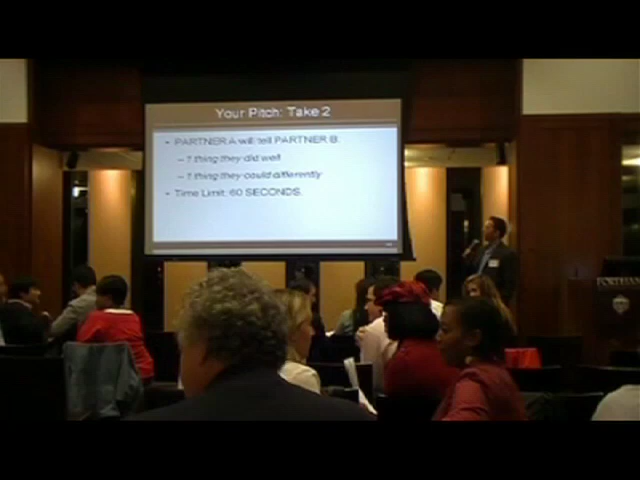 Your Pitch: Take 2
• PARTNER A will tell PARTNER B.
– 1 thing they did well
– 1 thing they could differently
• Time Limit: 60 SECONDS.
FORDHAM